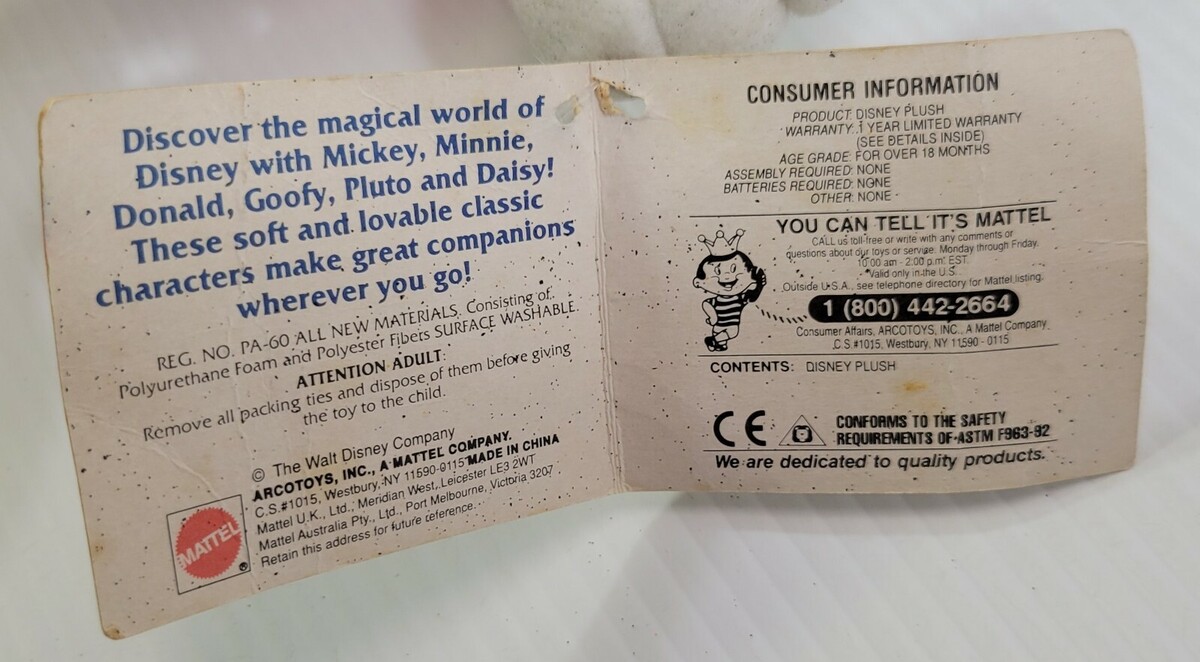 Discover the magical world of
Disney with Mickey, Minnie,
Donald, Goofy, Pluto and Daisy!
These soft and lovable classic
characters make great companions
wherever you go!
REG. NO. PA-60 ALL NEW MATERIALS. Consisting of
Polyurethane Foam and Polyester Fibers SURFACE WASHABLE.
ATTENTION ADULT:
Remove all packing ties and dispose of them before giving
the toy to the child.
© The Walt Disney Company
ARCOTOYS, INC., A MATTEL COMPANY.
C.S.#1015, Westbury, NY 11590-0115 MADE IN CHINA
Mattel U.K., Ltd., Meridian West, Leicester LE3 2WT
Mattel Australia Pty., Ltd., Port Melbourne, Victoria 3207
Retain this address for future reference.
MATTEL®
CONSUMER INFORMATION
PRODUCT: DISNEY PLUSH
WARRANTY: 1 YEAR LIMITED WARRANTY
(SEE DETAILS INSIDE)
AGE GRADE: FOR OVER 18 MONTHS
ASSEMBLY REQUIRED: NONE
BATTERIES REQUIRED: NONE
OTHER: NONE
YOU CAN TELL IT'S MATTEL
CALL us toll-free or write with any comments or
questions about our toys or service. Monday through Friday.
10:00 am - 2:00 p.m. EST
Valid only in the U.S.
Outside U.S.A., see telephone directory for Mattel listing.
1 (800) 442-2664
Consumer Affairs, ARCOTOYS, INC., A Mattel Company
C.S #1015, Westbury, NY 11590 - 0115
CONTENTS: DISNEY PLUSH
CE
CONFORMS TO THE SAFETY
REQUIREMENTS OF ASTM F963-92
We are dedicated to quality products.